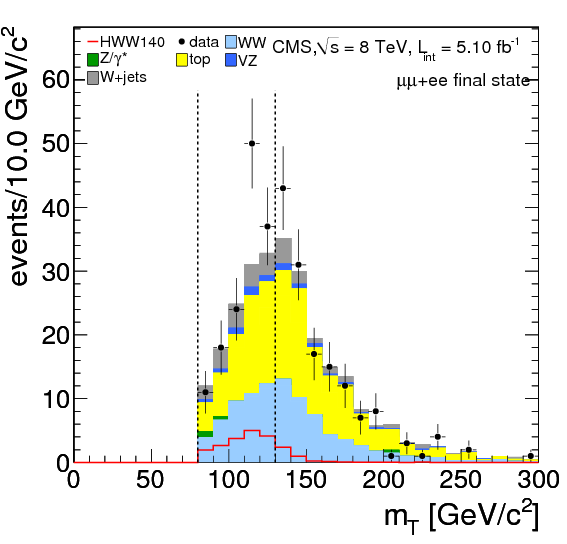 HWW140 data WW CMS,√s = 8 TeV, L_int = 5.10 fb⁻¹
Z/γ* top VZ
W+jets μμ+ee final state
events/10.0 GeV/c²
60
50
40
30
20
10
0
0 50 100 150 200 250 300
m_T [GeV/c²]